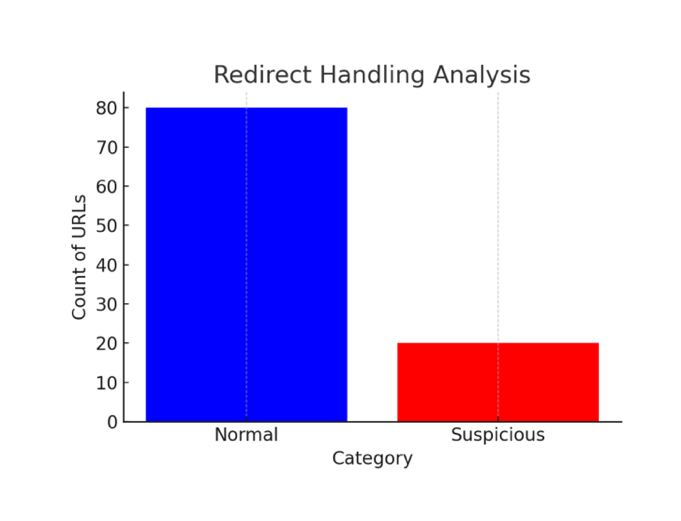 Redirect Handling Analysis
Count of URLs
80
70
60
50
40
30
20
10
0
Normal Suspicious
Category